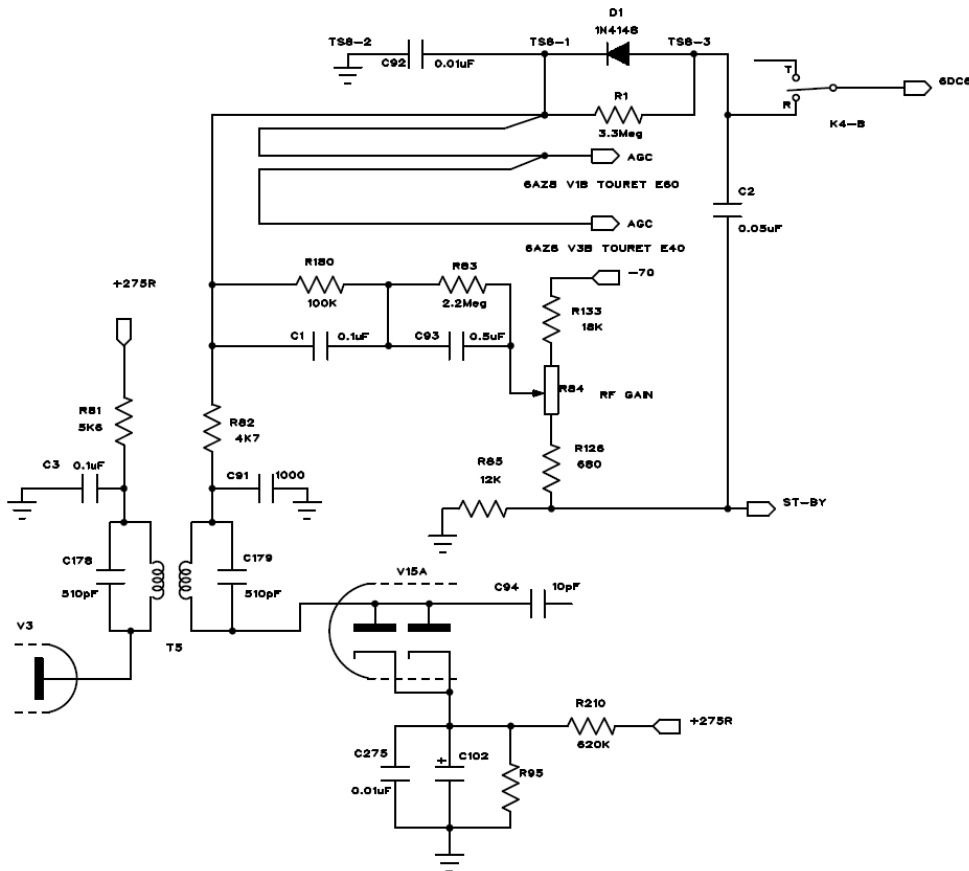 D1
1N4148
TS8-2
TS8-1
TS8-3
C92
0.01uF
T
R
K4-B
6DC6
R1
3.3Meg
AGC
6AZ8 V1B TOURET E60
C2
0.05uF
AGC
6AZ8 V3B TOURET E40
R180
100K
R83
2.2Meg
-70
+275R
R133
18K
C1
0.1uF
C93
0.5uF
R84
RF GAIN
R81
5K6
R82
4K7
R126
680
R85
12K
C3
0.1uF
C91
1000
ST-BY
C178
510pF
C179
510pF
T5
V3
V15A
C94
10pF
R210
620K
+275R
C275
0.01uF
+
C102
R95